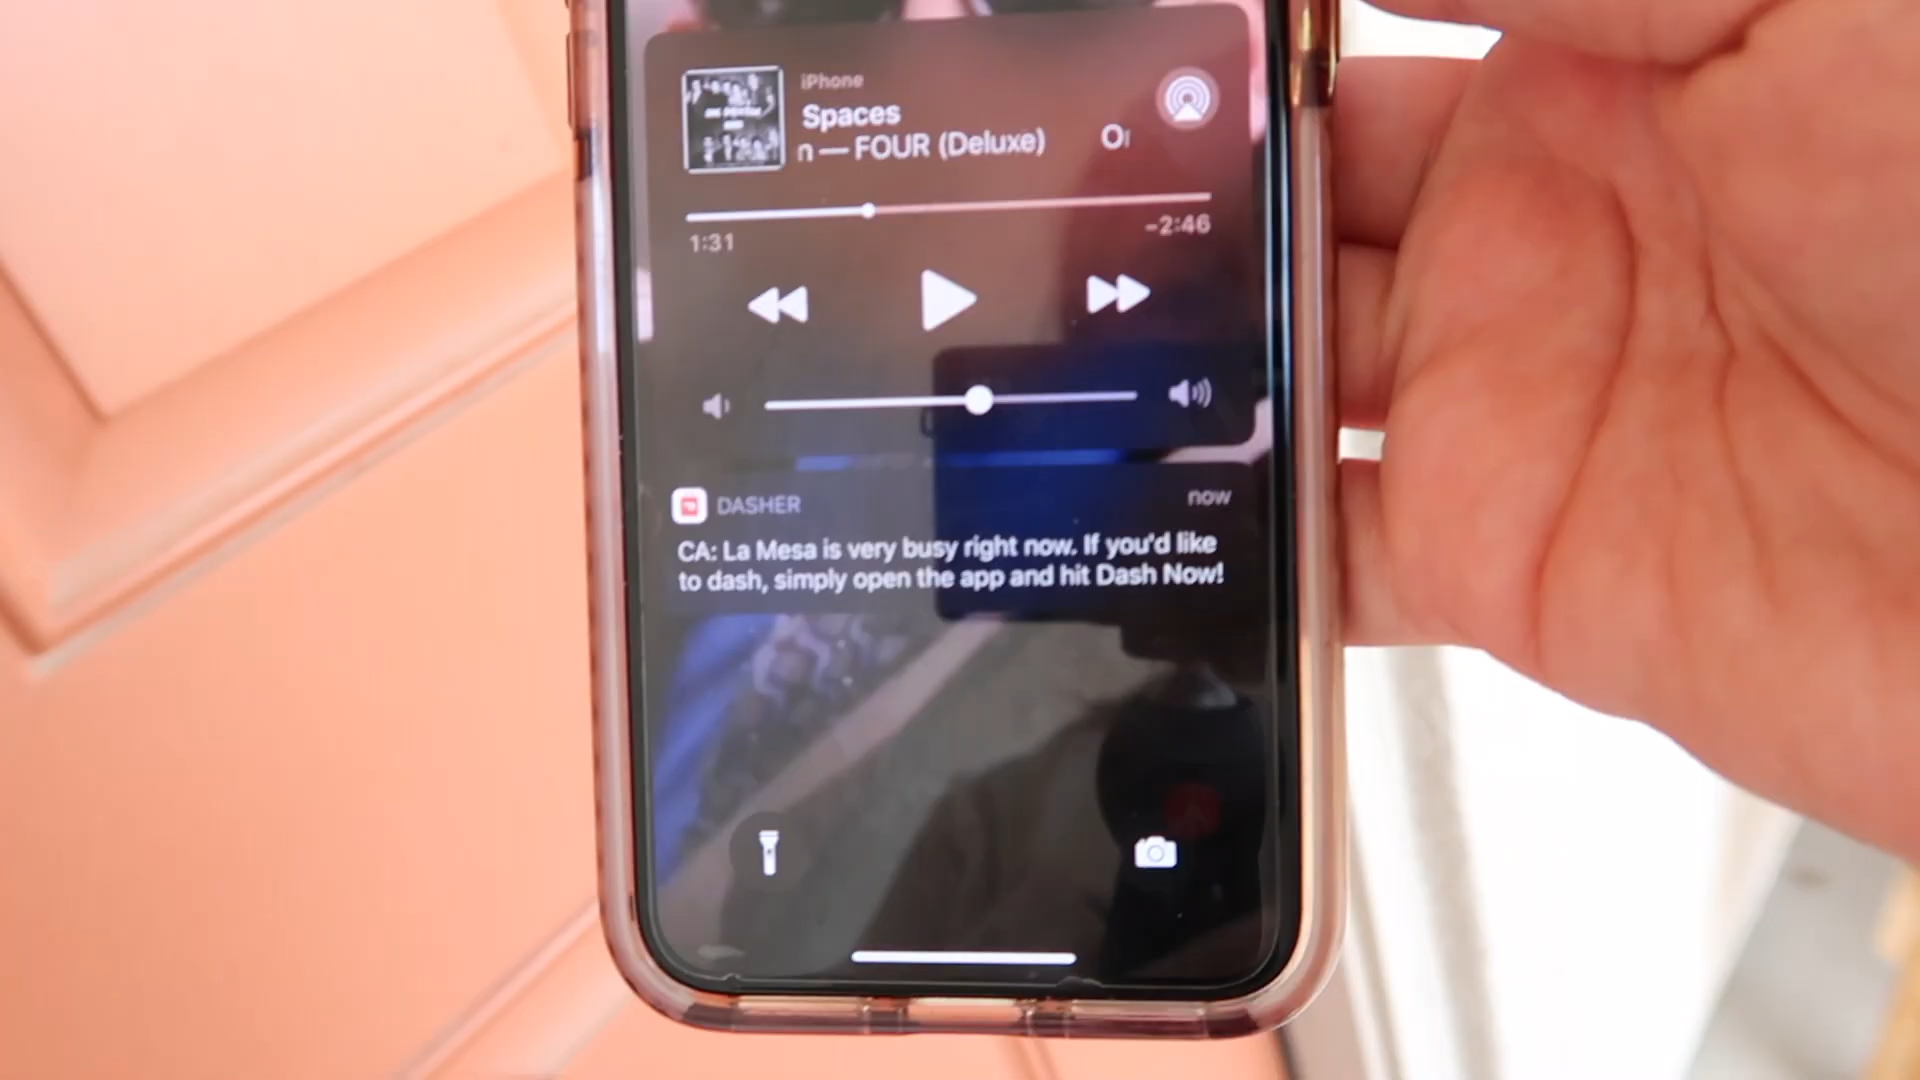 iPhone
Spaces
n — FOUR (Deluxe) Or
1:31
-2:46
DASHER
now
CA: La Mesa is very busy right now. If you'd like
to dash, simply open the app and hit Dash Now!